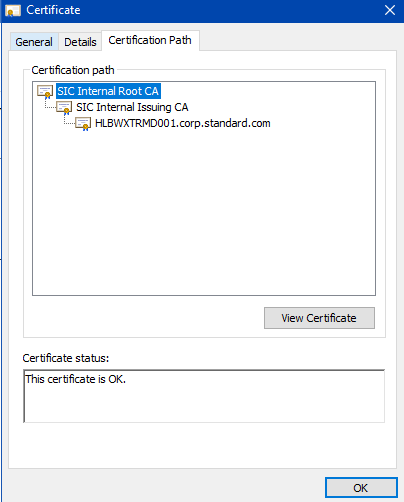 Certificate
General
Details
Certification Path
Certification path
SIC Internal Root CA
SIC Internal Issuing CA
HLBWXTRMD001.corp.standard.com
View Certificate
Certificate status:
This certificate is OK.
OK